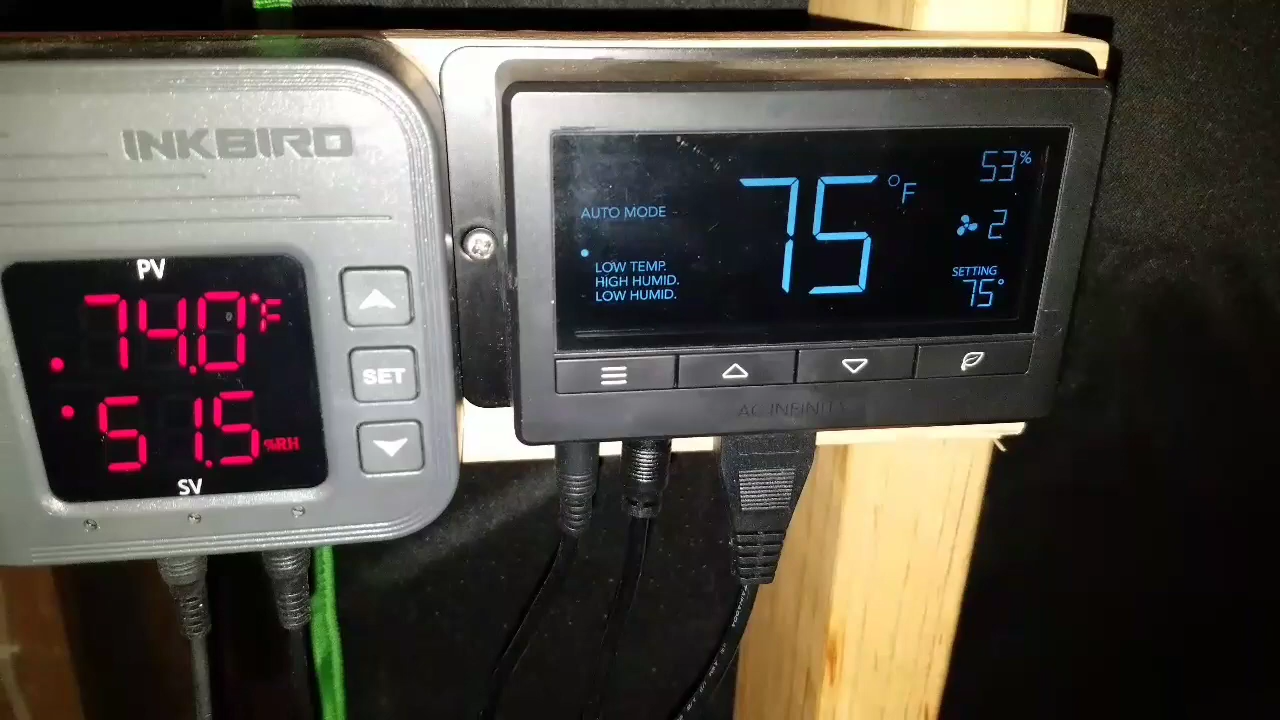 INKBIRD
PV
74.0°F
51.5%RH
SV
SET
AUTO MODE
LOW TEMP.
HIGH HUMID.
LOW HUMID.
75°F
53%
2
SETTING
75°
AC INFINITY